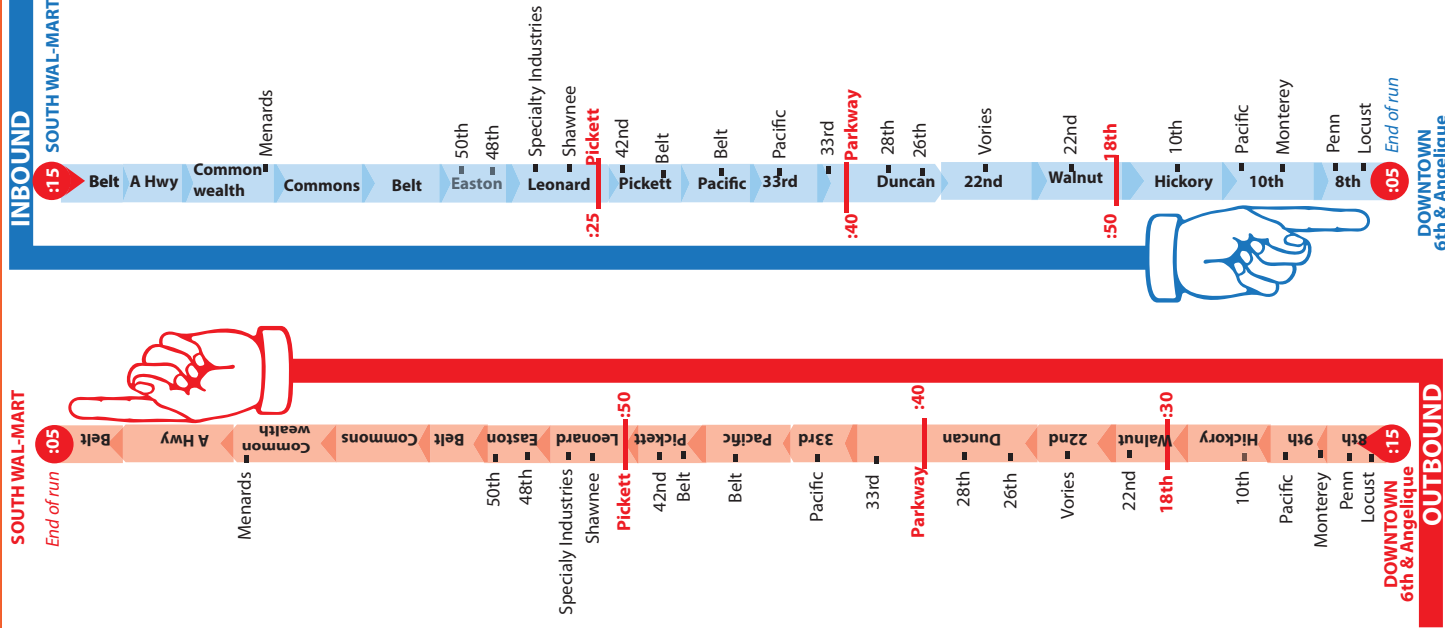 INBOUND
SOUTH WAL-MART
:15
Belt
A Hwy
Common
wealth
Menards
Commons
Belt
Easton
50th
48th
Leonard
Specialty Industries
Shawnee
Pickett
:25
Pickett
42nd
Belt
Pacific
Belt
33rd
Pacific
33rd
Parkway
:40
Duncan
28th
26th
22nd
Vories
Walnut
22nd
18th
:50
Hickory
10th
10th
Pacific
Monterey
8th
Penn
Locust
:05
End of run
DOWNTOWN
6th & Angelique
SOUTH WAL-MART
:05
End of run
Belt
A Hwy
Common
wealth
Menards
Commons
Belt
Easton
50th
48th
Leonard
Specialy Industries
Shawnee
:50
Pickett
Pickett
42nd
Belt
Pacific
Belt
33rd
Pacific
33rd
:40
Parkway
Duncan
28th
26th
22nd
Vories
Walnut
22nd
:30
18th
Hickory
10th
9th
Pacific
Monterey
8th
Penn
Locust
:15
DOWNTOWN
6th & Angelique
OUTBOUND